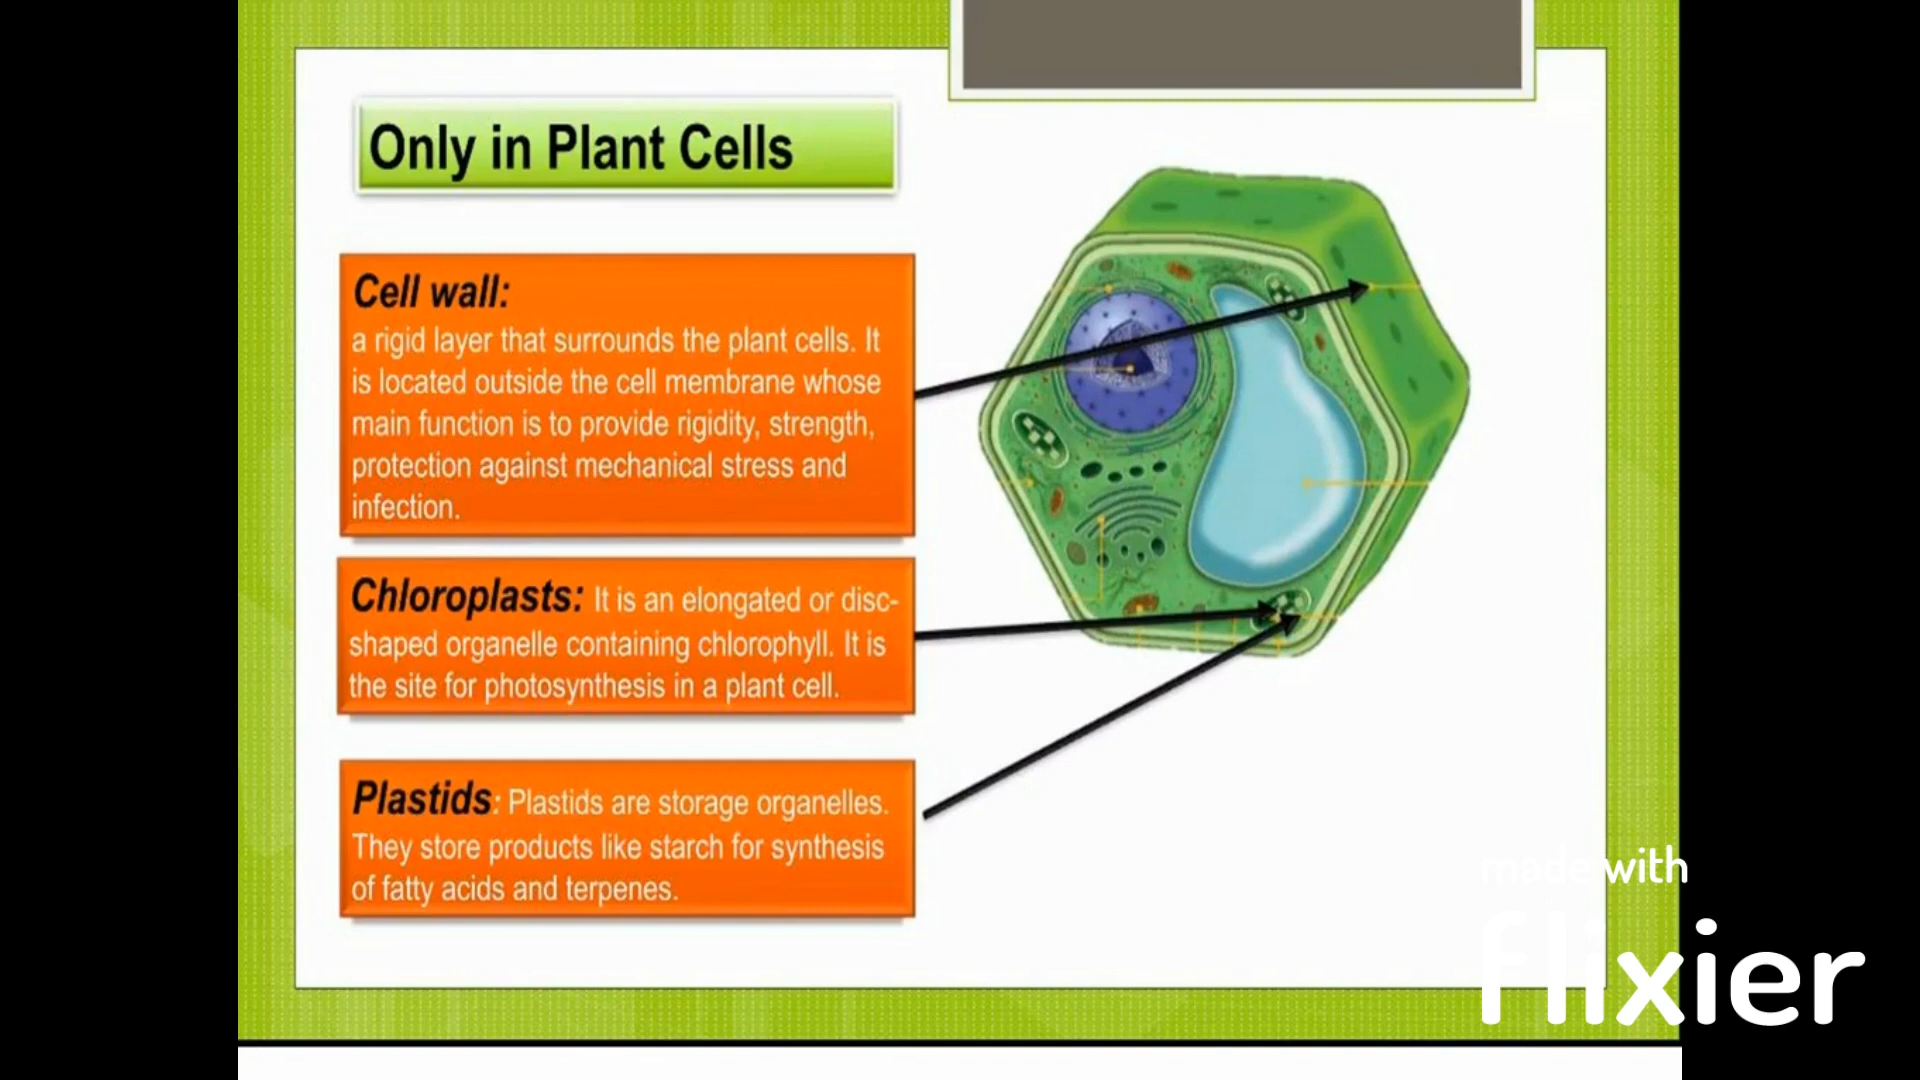 Only in Plant Cells
Cell wall:
a rigid layer that surrounds the plant cells. It
is located outside the cell membrane whose
main function is to provide rigidity, strength,
protection against mechanical stress and
infection.
Chloroplasts: It is an elongated or disc-
shaped organelle containing chlorophyll. It is
the site for photosynthesis in a plant cell.
Plastids: Plastids are storage organelles.
They store products like starch for synthesis
of fatty acids and terpenes.
made with
flixier